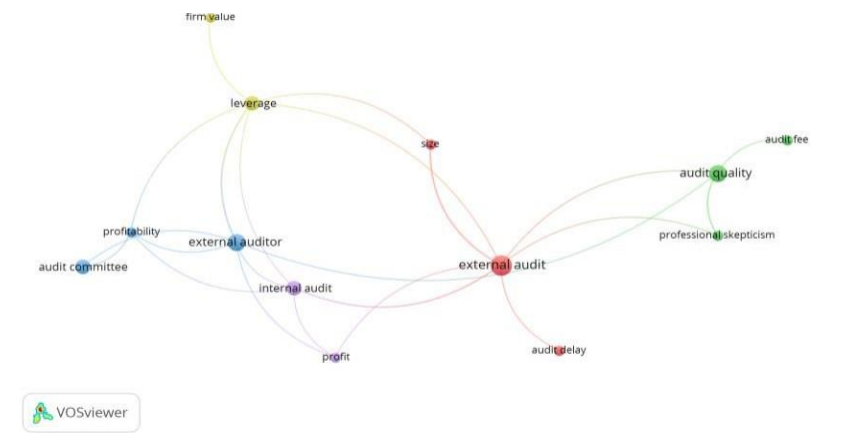 firm value
leverage
size
audit fee
audit quality
profitability
professional skepticism
external auditor
audit committee
external audit
internal audit
audit delay
profit
VOSviewer